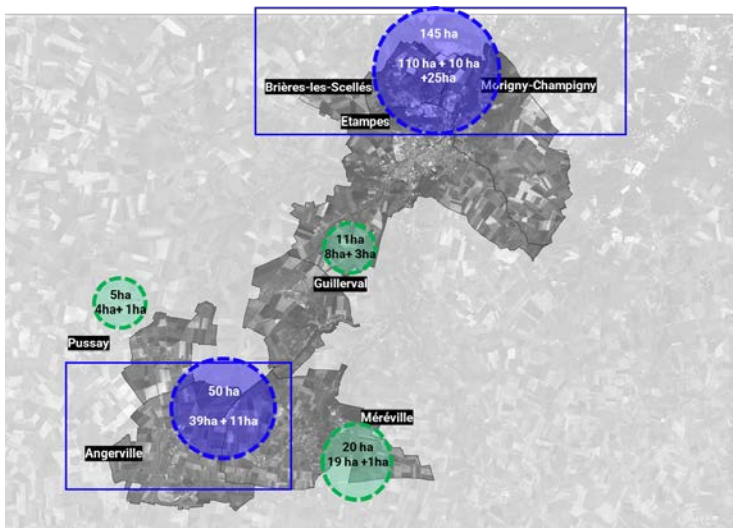 145 ha
110 ha + 10 ha
+25ha
Brières-les-Scellés
Morigny-Champigny
Etampes
11ha
8ha+ 3ha
Guillerval
5ha
4ha+ 1ha
Pussay
50 ha
39ha + 11ha
Méréville
Angerville
20 ha
19 ha +1ha